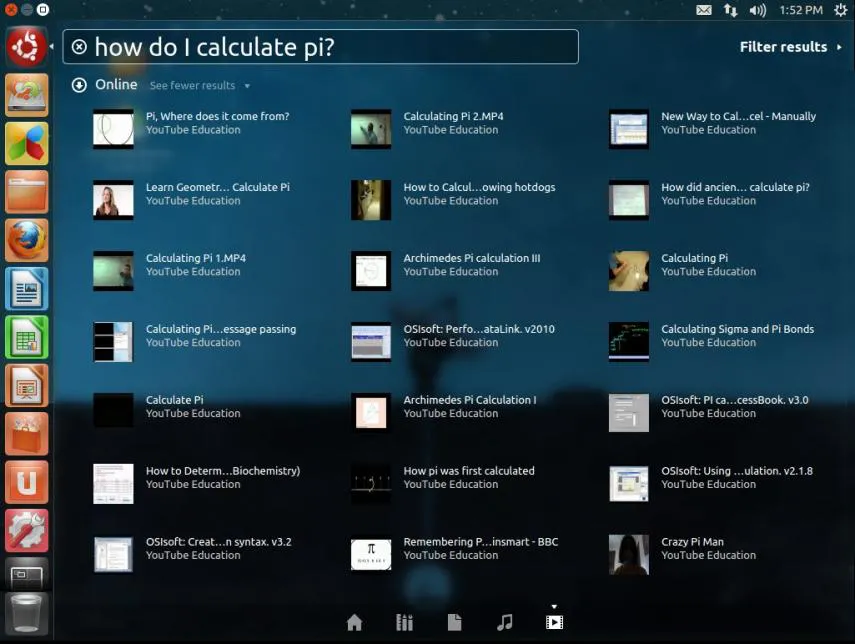 1:52 PM
how do I calculate pi?
Filter results
Online See fewer results
Pi, Where does it come from?
YouTube Education
Calculating Pi 2.MP4
YouTube Education
New Way to Cal...cel - Manually
YouTube Education
Learn Geometr... Calculate Pi
YouTube Education
How to Calcul...owing hotdogs
YouTube Education
How did ancien... calculate pi?
YouTube Education
Calculating Pi 1.MP4
YouTube Education
Archimedes Pi calculation III
YouTube Education
Calculating Pi
YouTube Education
Calculating Pi...essage passing
YouTube Education
OSIsoft: Perfo...ataLink. v2010
YouTube Education
Calculating Sigma and Pi Bonds
YouTube Education
Calculate Pi
YouTube Education
Archimedes Pi Calculation I
YouTube Education
OSIsoft: PI ca...cessBook. v3.0
YouTube Education
How to Determ...Biochemistry)
YouTube Education
How pi was first calculated
YouTube Education
OSIsoft: Using ...ulation. v2.1.8
YouTube Education
OSIsoft: Creat...n syntax. v3.2
YouTube Education
π
Remembering P...insmart - BBC
YouTube Education
Crazy Pi Man
YouTube Education